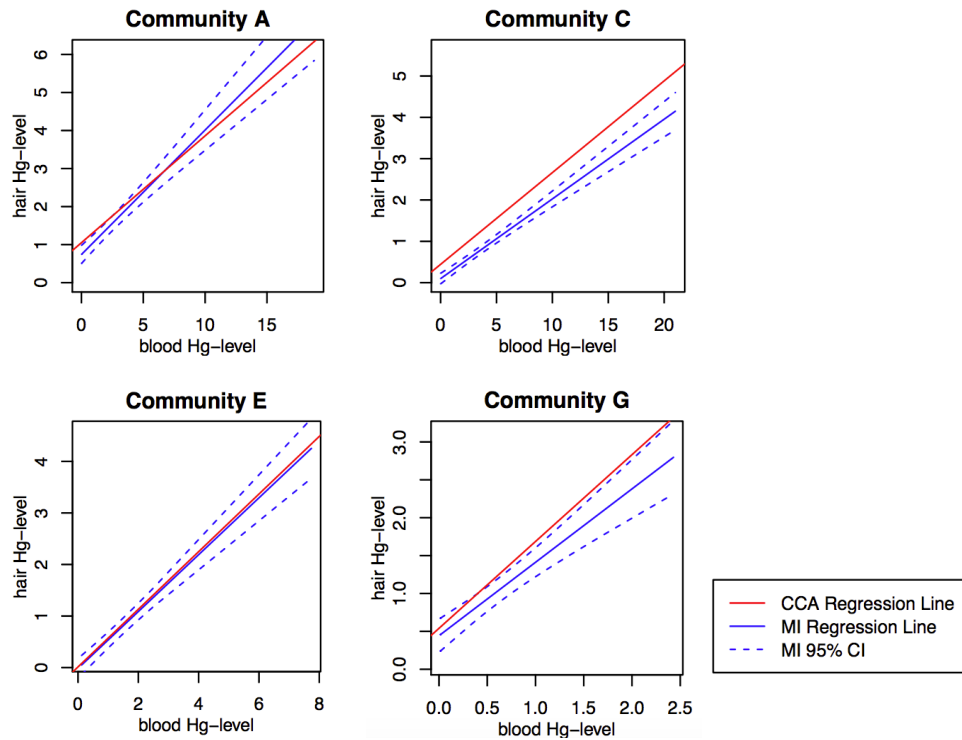 Community A
hair Hg-level
6
5
4
3
2
1
0
0 5 10 15
blood Hg-level
Community C
hair Hg-level
5
4
3
2
1
0
0 5 10 15 20
blood Hg-level
Community E
hair Hg-level
4
3
2
1
0
0 2 4 6 8
blood Hg-level
Community G
hair Hg-level
3.0
2.0
1.0
0.0
0.0 0.5 1.0 1.5 2.0 2.5
blood Hg-level
CCA Regression Line
MI Regression Line
MI 95% CI